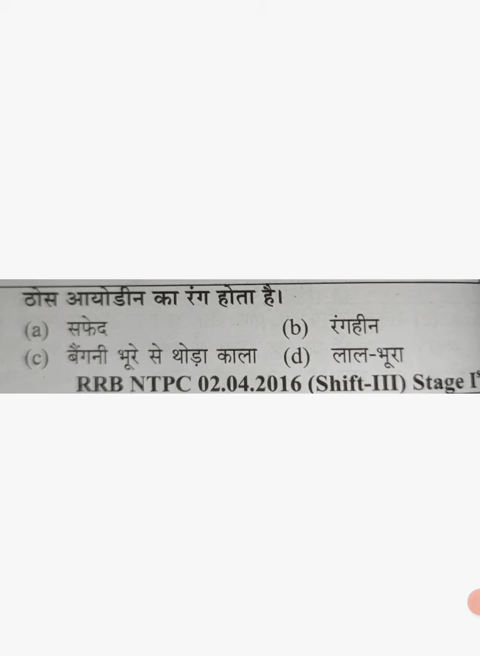 ठोस आयोडीन का रंग होता है।
(a) सफेद (b) रंगहीन
(c) बैंगनी भूरे से थोड़ा काला (d) लाल-भूरा
RRB NTPC 02.04.2016 (Shift-III) Stage I